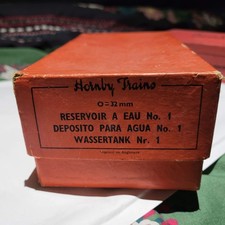 Hornby Trains
O=32mm
RESERVOIR A EAU No. 1
DEPOSITO PARA AGUA No. 1
WASSERTANK Nr. 1